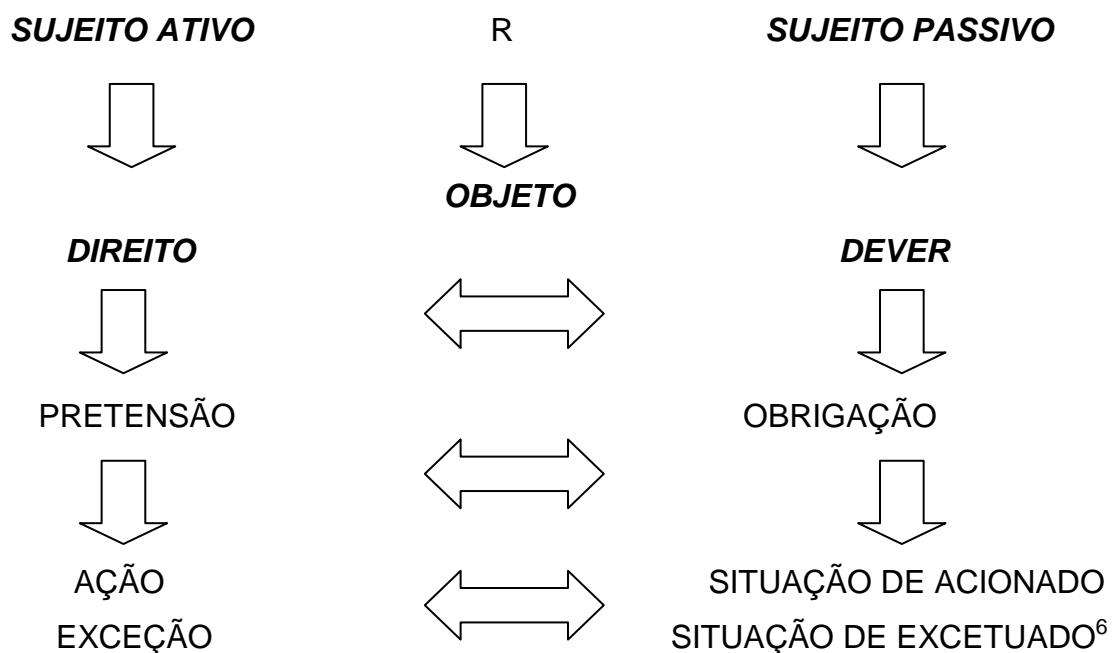 SUJEITO ATIVO R SUJEITO PASSIVO
OBJETO
DIREITO DEVER
PRETENSÃO OBRIGAÇÃO
AÇÃO SITUAÇÃO DE ACIONADO
EXCEÇÃO SITUAÇÃO DE EXCETUADO⁶